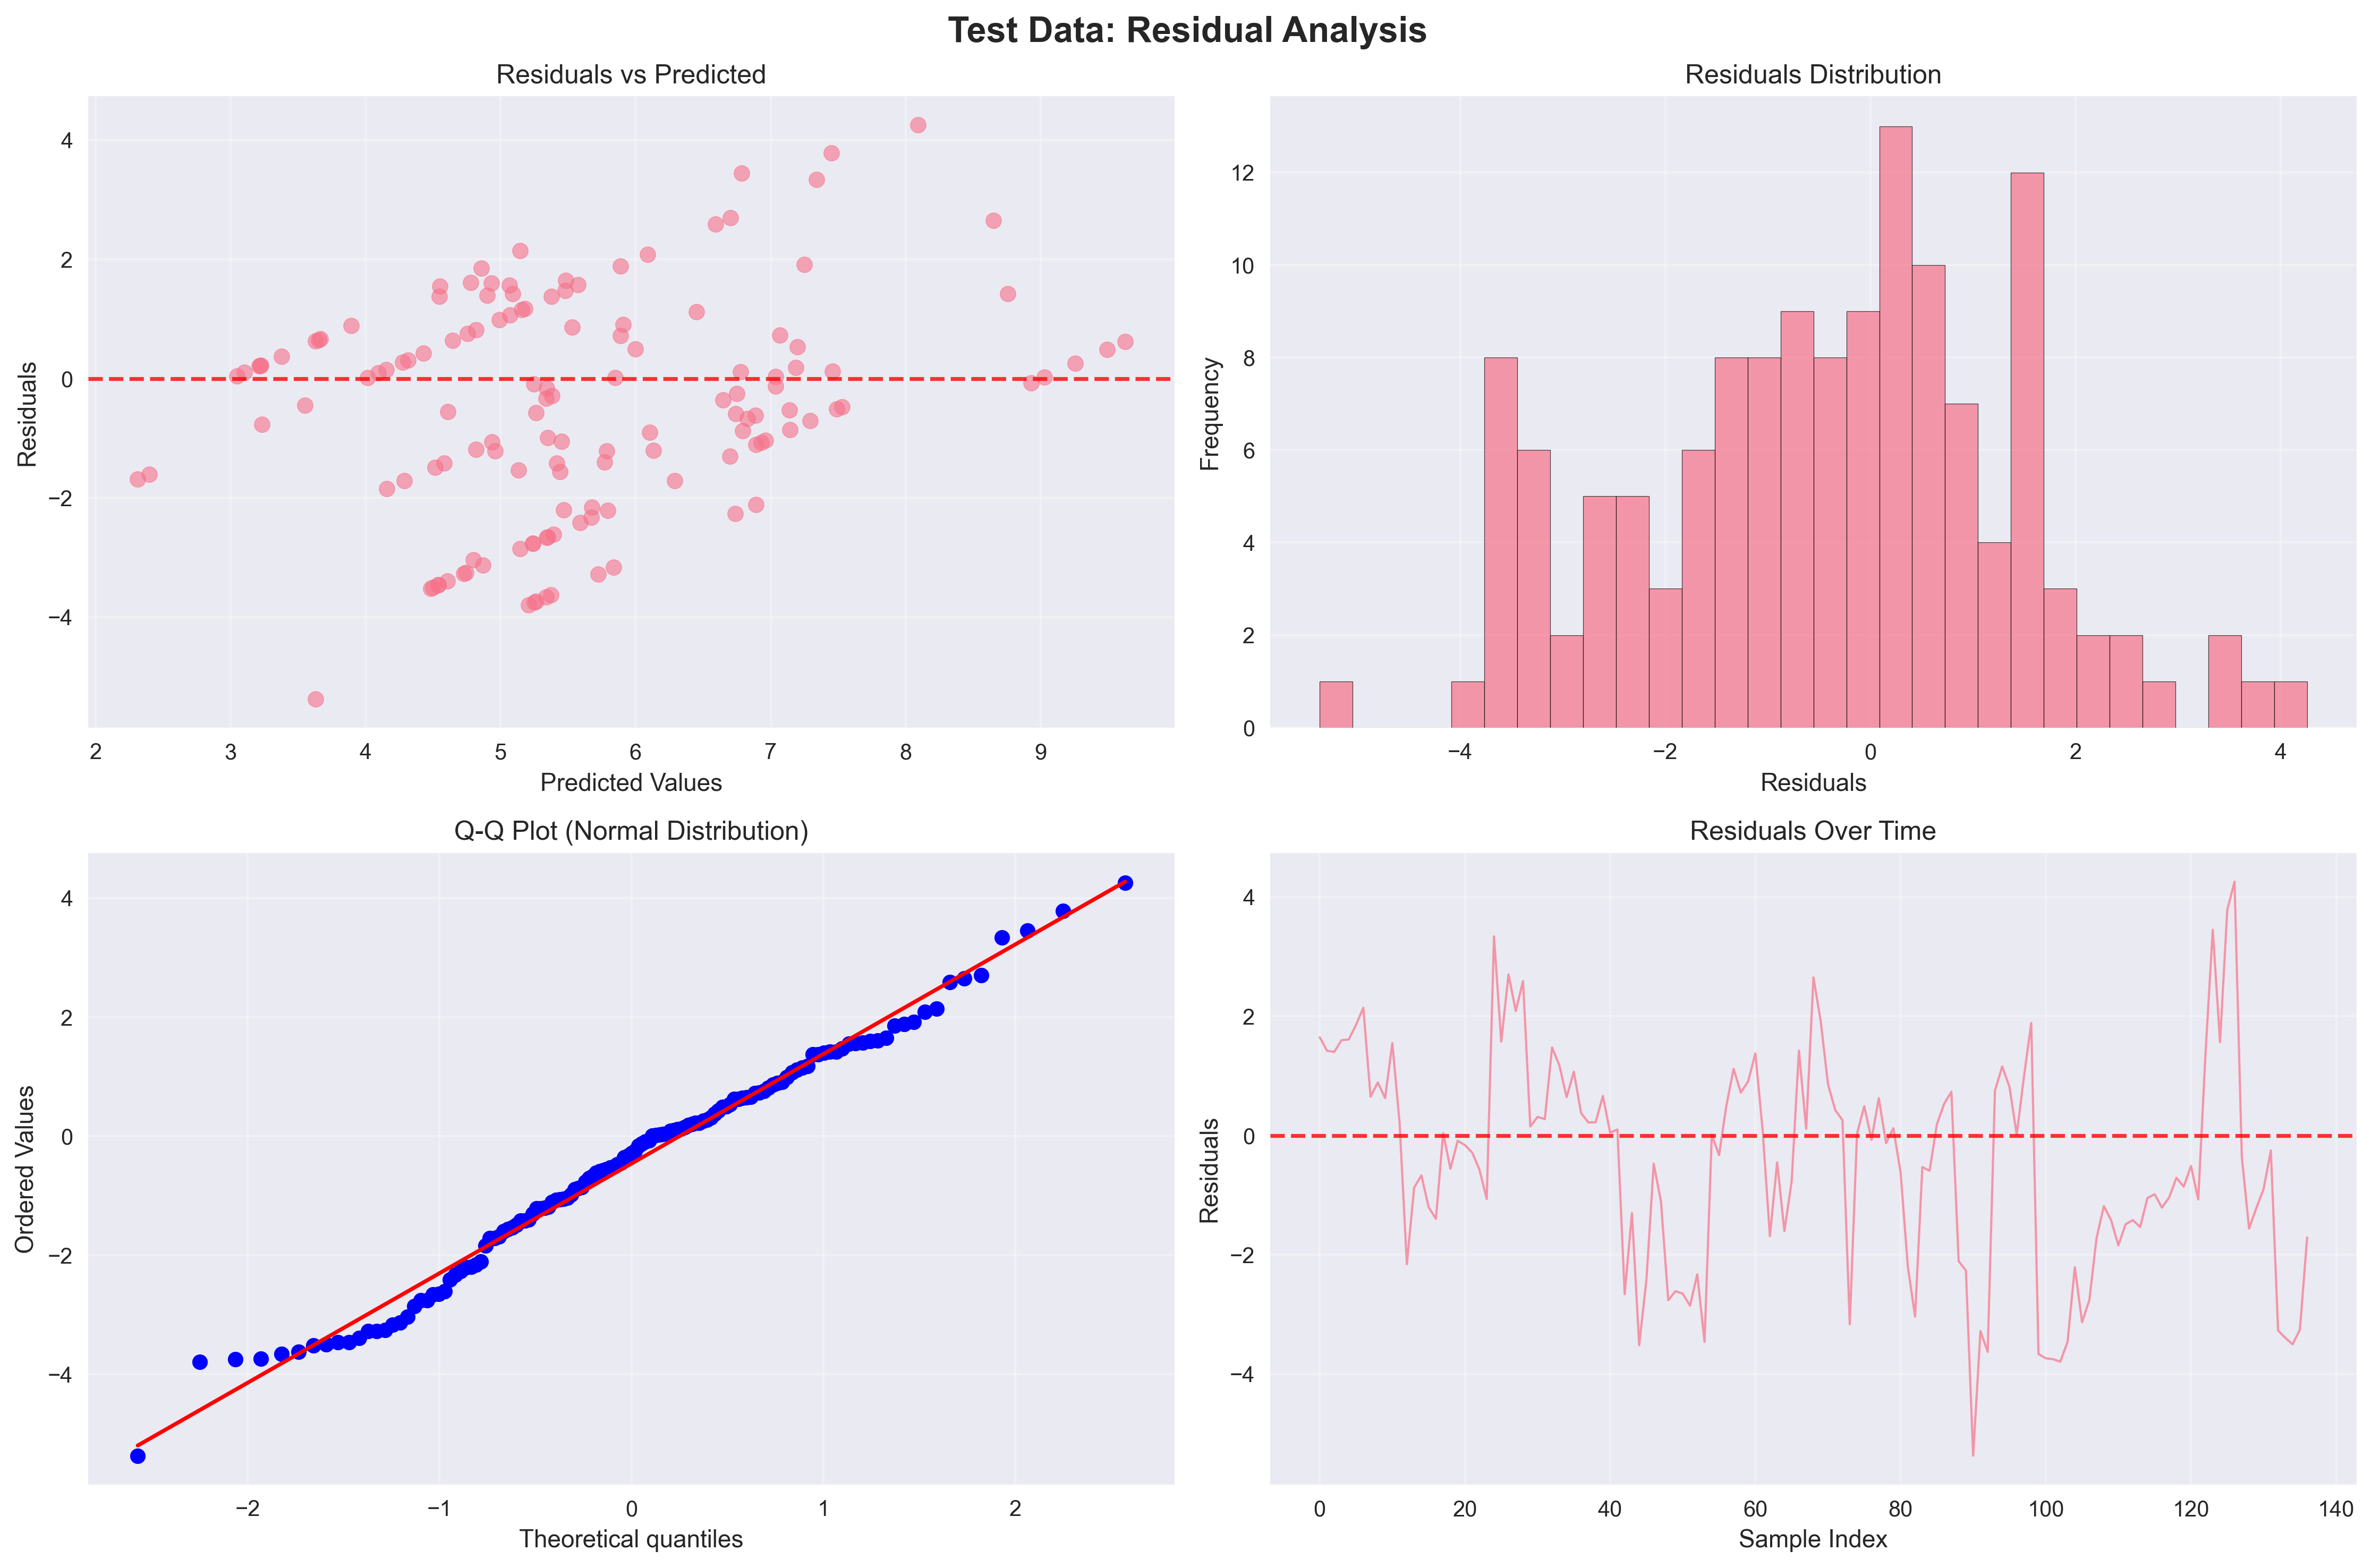 Test Data: Residual Analysis
Residuals vs Predicted
4
2
0
−2
−4
Residuals
2 3 4 5 6 7 8 9
Predicted Values
Residuals Distribution
12
10
8
6
4
2
0
Frequency
−4 −2 0 2 4
Residuals
Q-Q Plot (Normal Distribution)
4
2
0
−2
−4
Ordered Values
−2 −1 0 1 2
Theoretical quantiles
Residuals Over Time
4
2
0
−2
−4
Residuals
0 20 40 60 80 100 120 140
Sample Index